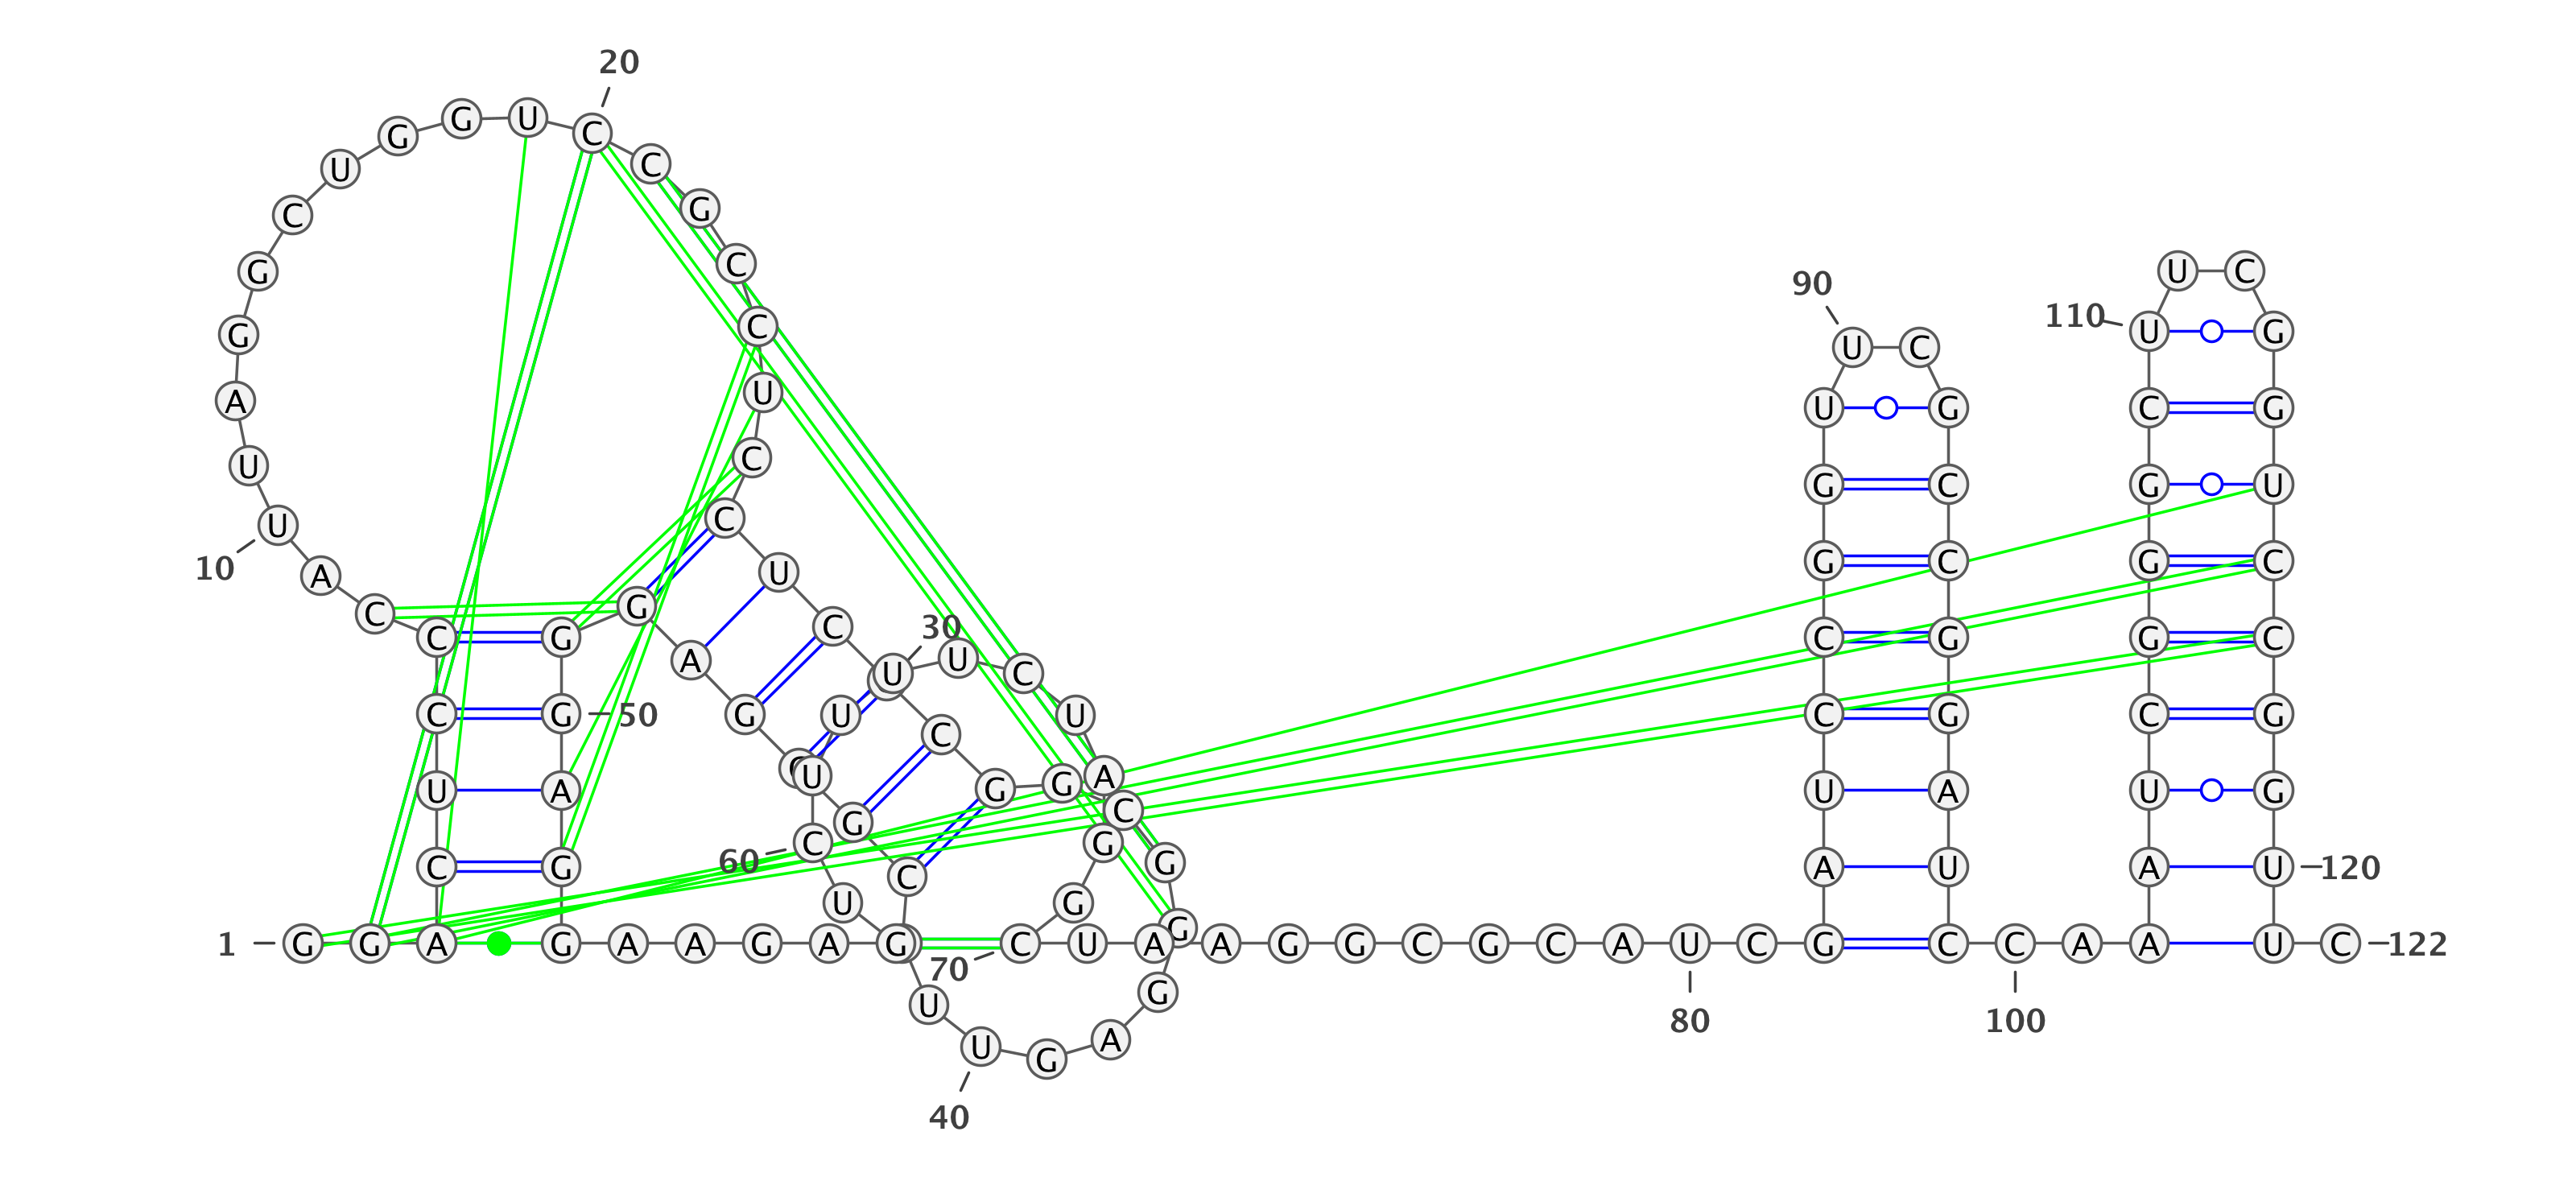 20
G G U C
G
U C
C G
G C U C
90
110
G C U G
U C
A U U G C G
U C
G C G U
U C
G C G C
10 A U
C G C 30
C G C G G C
A U
U C
C G 50 G U U C G C G
C
U A
U A G G U A U G
C
G
C G
60 G
C G C A U A U 120
U G
G
1 G G A G A A G A G C U A A G G C G C A U C G C C A A U C 122
70
U G
80 100
U G A
40